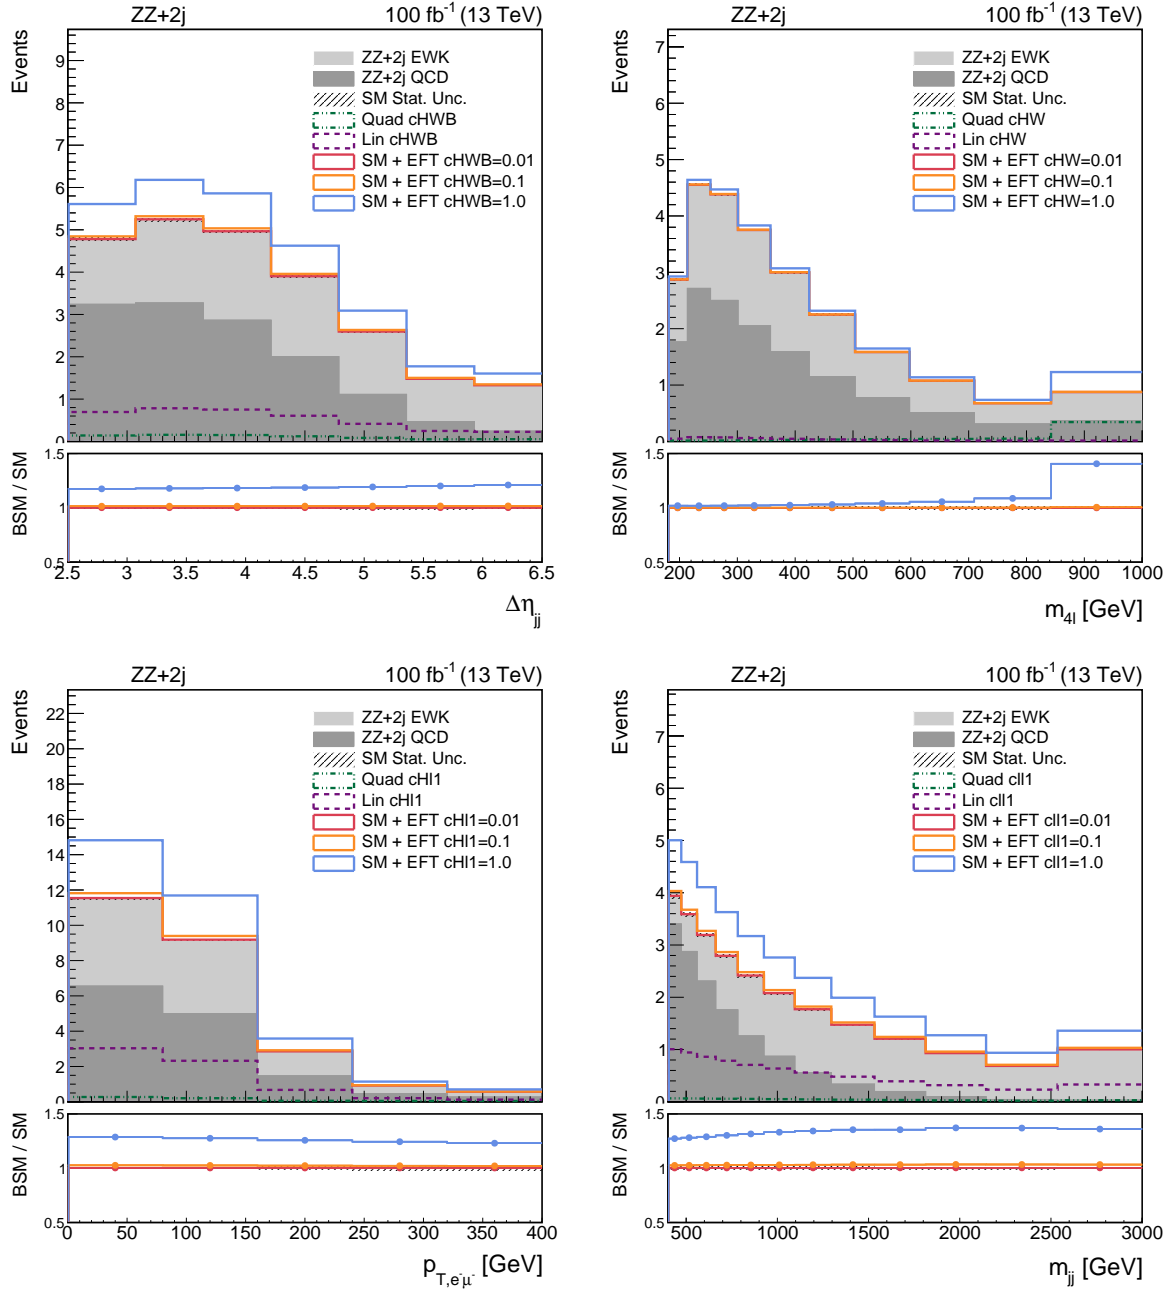 ZZ+2j 100 fb⁻¹ (13 TeV)
Events
9
8
7
6
5
4
3
2
1
0
ZZ+2j EWK
ZZ+2j QCD
SM Stat. Unc.
Quad cHWB
Lin cHWB
SM + EFT cHWB=0.01
SM + EFT cHWB=0.1
SM + EFT cHWB=1.0
BSM / SM
1.5
1
0.5
2.5 3 3.5 4 4.5 5 5.5 6 6.5
Δη_jj
ZZ+2j 100 fb⁻¹ (13 TeV)
Events
7
6
5
4
3
2
1
0
ZZ+2j EWK
ZZ+2j QCD
SM Stat. Unc.
Quad cHW
Lin cHW
SM + EFT cHW=0.01
SM + EFT cHW=0.1
SM + EFT cHW=1.0
BSM / SM
1.5
1
0.5
200 300 400 500 600 700 800 900 1000
m_4l [GeV]
ZZ+2j 100 fb⁻¹ (13 TeV)
Events
22
20
18
16
14
12
10
8
6
4
2
0
ZZ+2j EWK
ZZ+2j QCD
SM Stat. Unc.
Quad cHl1
Lin cHl1
SM + EFT cHl1=0.01
SM + EFT cHl1=0.1
SM + EFT cHl1=1.0
BSM / SM
1.5
1
0.5
0 50 100 150 200 250 300 350 400
p_T,e⁻μ⁻ [GeV]
ZZ+2j 100 fb⁻¹ (13 TeV)
Events
7
6
5
4
3
2
1
0
ZZ+2j EWK
ZZ+2j QCD
SM Stat. Unc.
Quad cll1
Lin cll1
SM + EFT cll1=0.01
SM + EFT cll1=0.1
SM + EFT cll1=1.0
BSM / SM
1.5
1
0.5
500 1000 1500 2000 2500 3000
m_jj [GeV]